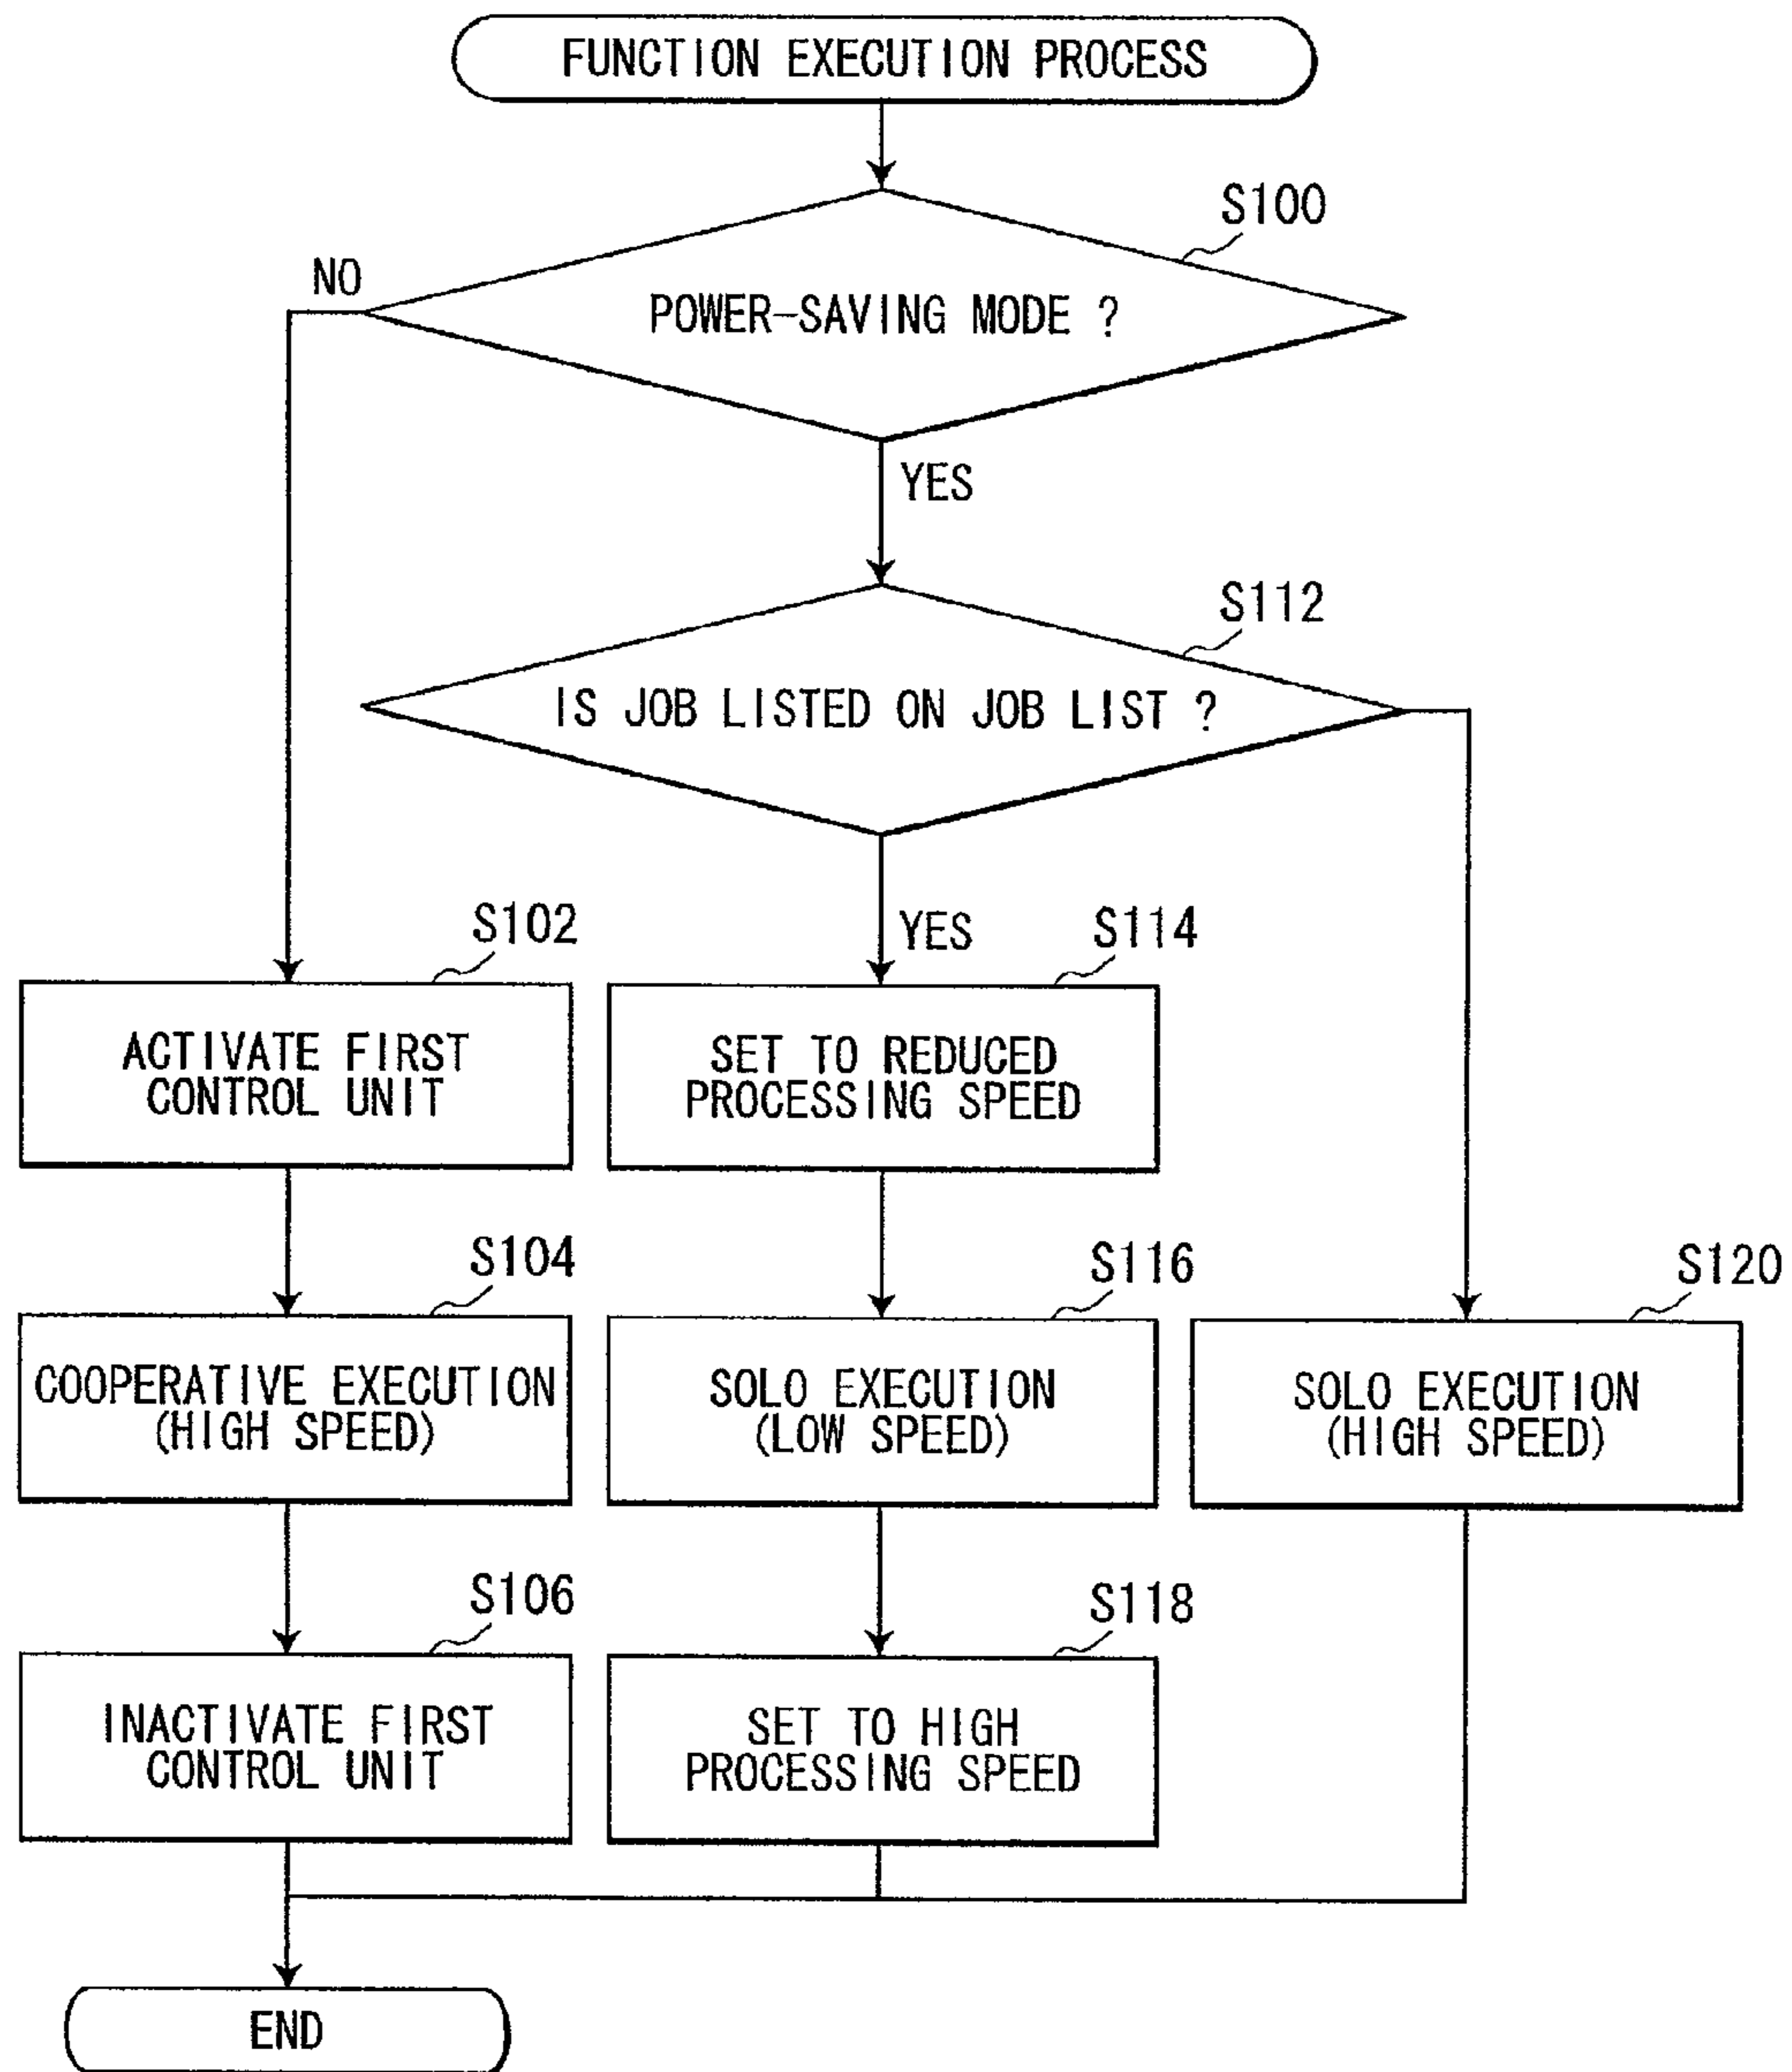 FUNCTION EXECUTION PROCESS
S100
NO
POWER-SAVING MODE ?
YES
S112
IS JOB LISTED ON JOB LIST ?
S102
YES
S114
ACTIVATE FIRST
CONTROL UNIT
SET TO REDUCED
PROCESSING SPEED
S104
S116
S120
COOPERATIVE EXECUTION
(HIGH SPEED)
SOLO EXECUTION
(LOW SPEED)
SOLO EXECUTION
(HIGH SPEED)
S106
S118
INACTIVATE FIRST
CONTROL UNIT
SET TO HIGH
PROCESSING SPEED
END